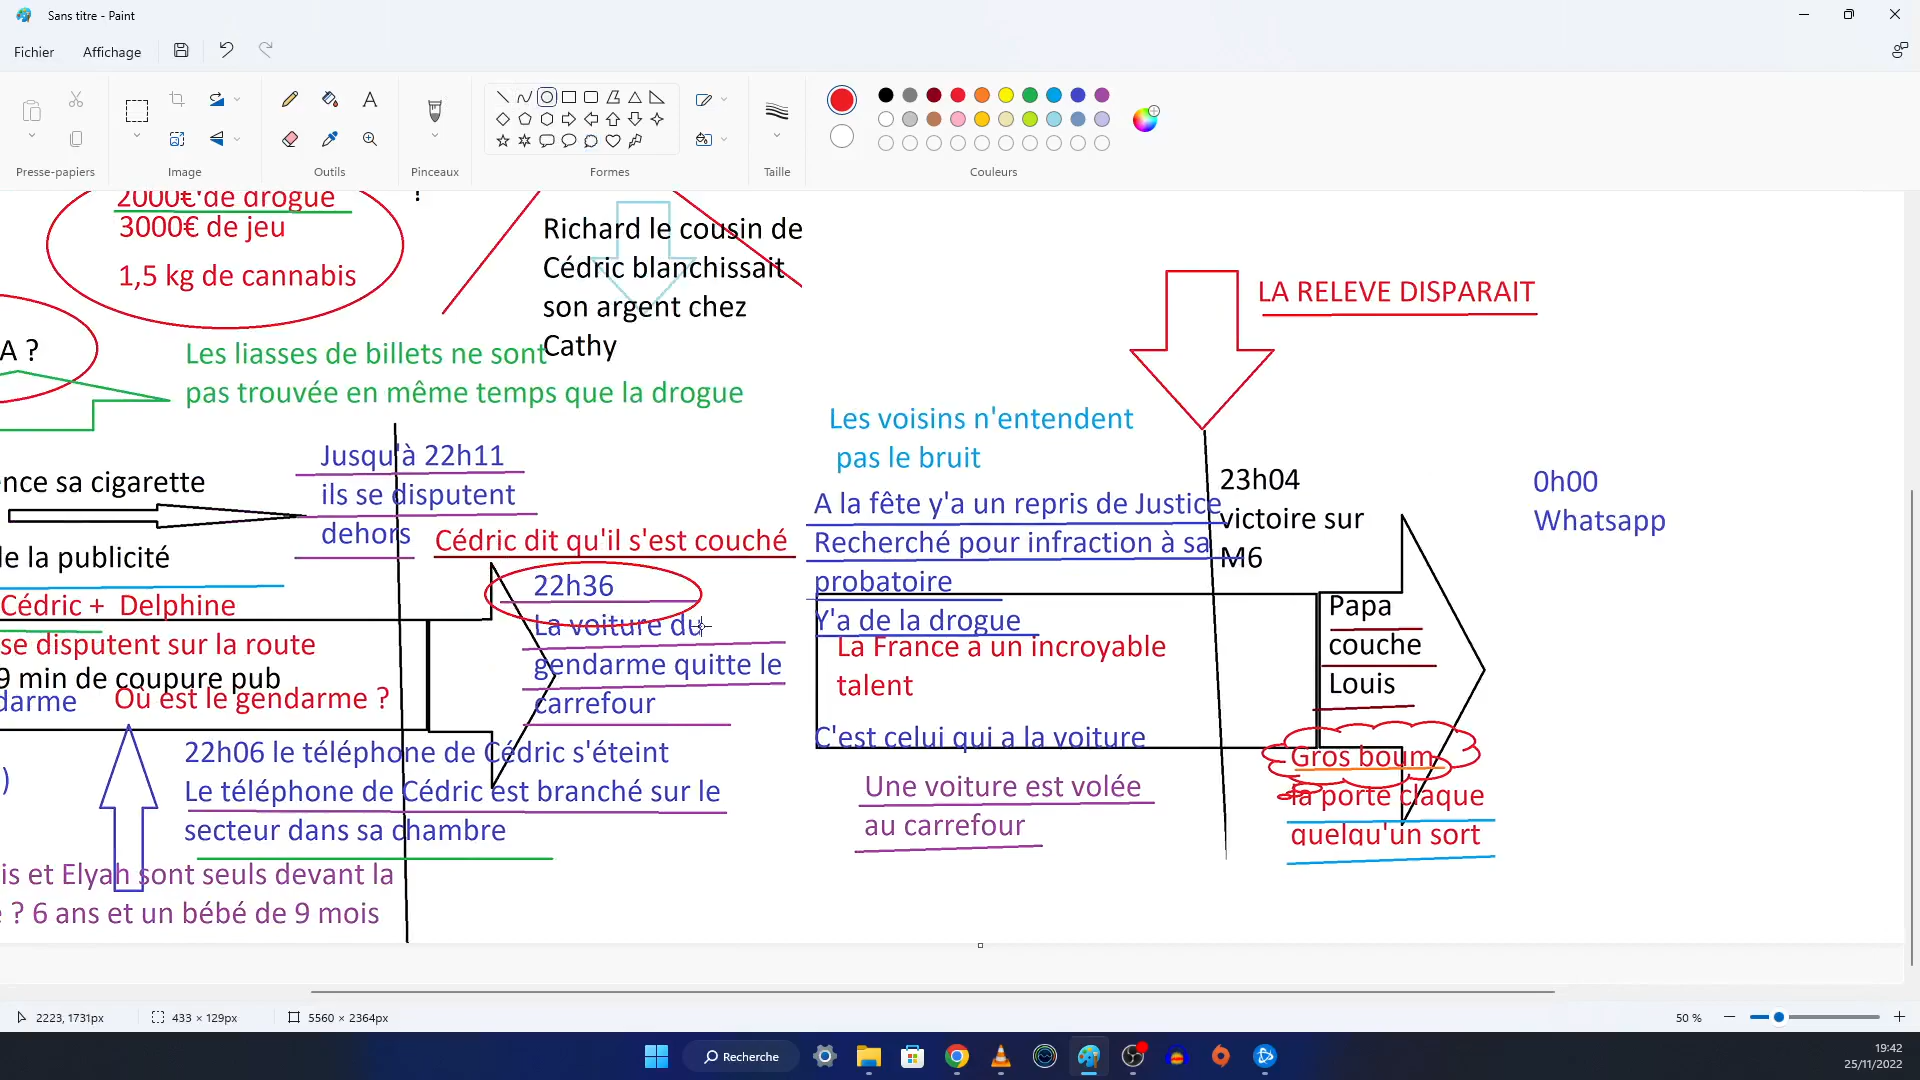 Sans titre - Paint
Fichier
Affichage
Presse-papiers
Image
Outils
Pinceaux
Formes
Taille
Couleurs
2000€ de drogue
3000€ de jeu
1,5 kg de cannabis
!
A ?
Richard le cousin de
Cédric blanchissait
son argent chez
Cathy
LA RELEVE DISPARAIT
Les liasses de billets ne sont
pas trouvée en même temps que la drogue
Les voisins n'entendent
pas le bruit
nce sa cigarette
Jusqu'à 22h11
ils se disputent
dehors
Cédric dit qu'il s'est couché
22h36
La voiture du
gendarme quitte le
carrefour
A la fête y'a un repris de Justice
Recherché pour infraction à sa
probatoire
Y'a de la drogue
La France a un incroyable
talent
C'est celui qui a la voiture
Une voiture est volée
au carrefour
23h04
victoire sur
M6
0h00
Whatsapp
Papa
couche
Louis
Gros boum
la porte claque
quelqu'un sort
de la publicité
Cédric + Delphine
se disputent sur la route
9 min de coupure pub
darme
Où est le gendarme ?
22h06 le téléphone de Cédric s'éteint
Le téléphone de Cédric est branché sur le
secteur dans sa chambre
)
is et Elyah sont seuls devant la
? 6 ans et un bébé de 9 mois
2223, 1731px
433 × 129px
5560 × 2364px
50 %
Recherche
19:42
25/11/2022